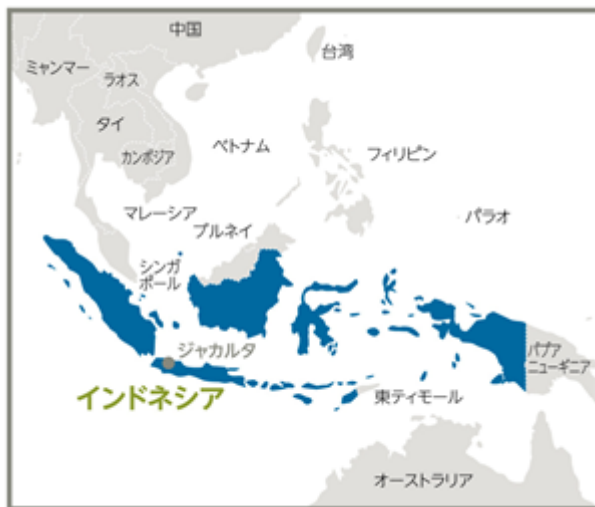 中国
台湾
ミャンマー
ラオス
タイ
カンボジア
ベトナム
フィリピン
マレーシア
ブルネイ
パラオ
シンガ
ポール
ジャカルタ
インドネシア
パプア
ニューギニア
東ティモール
オーストラリア